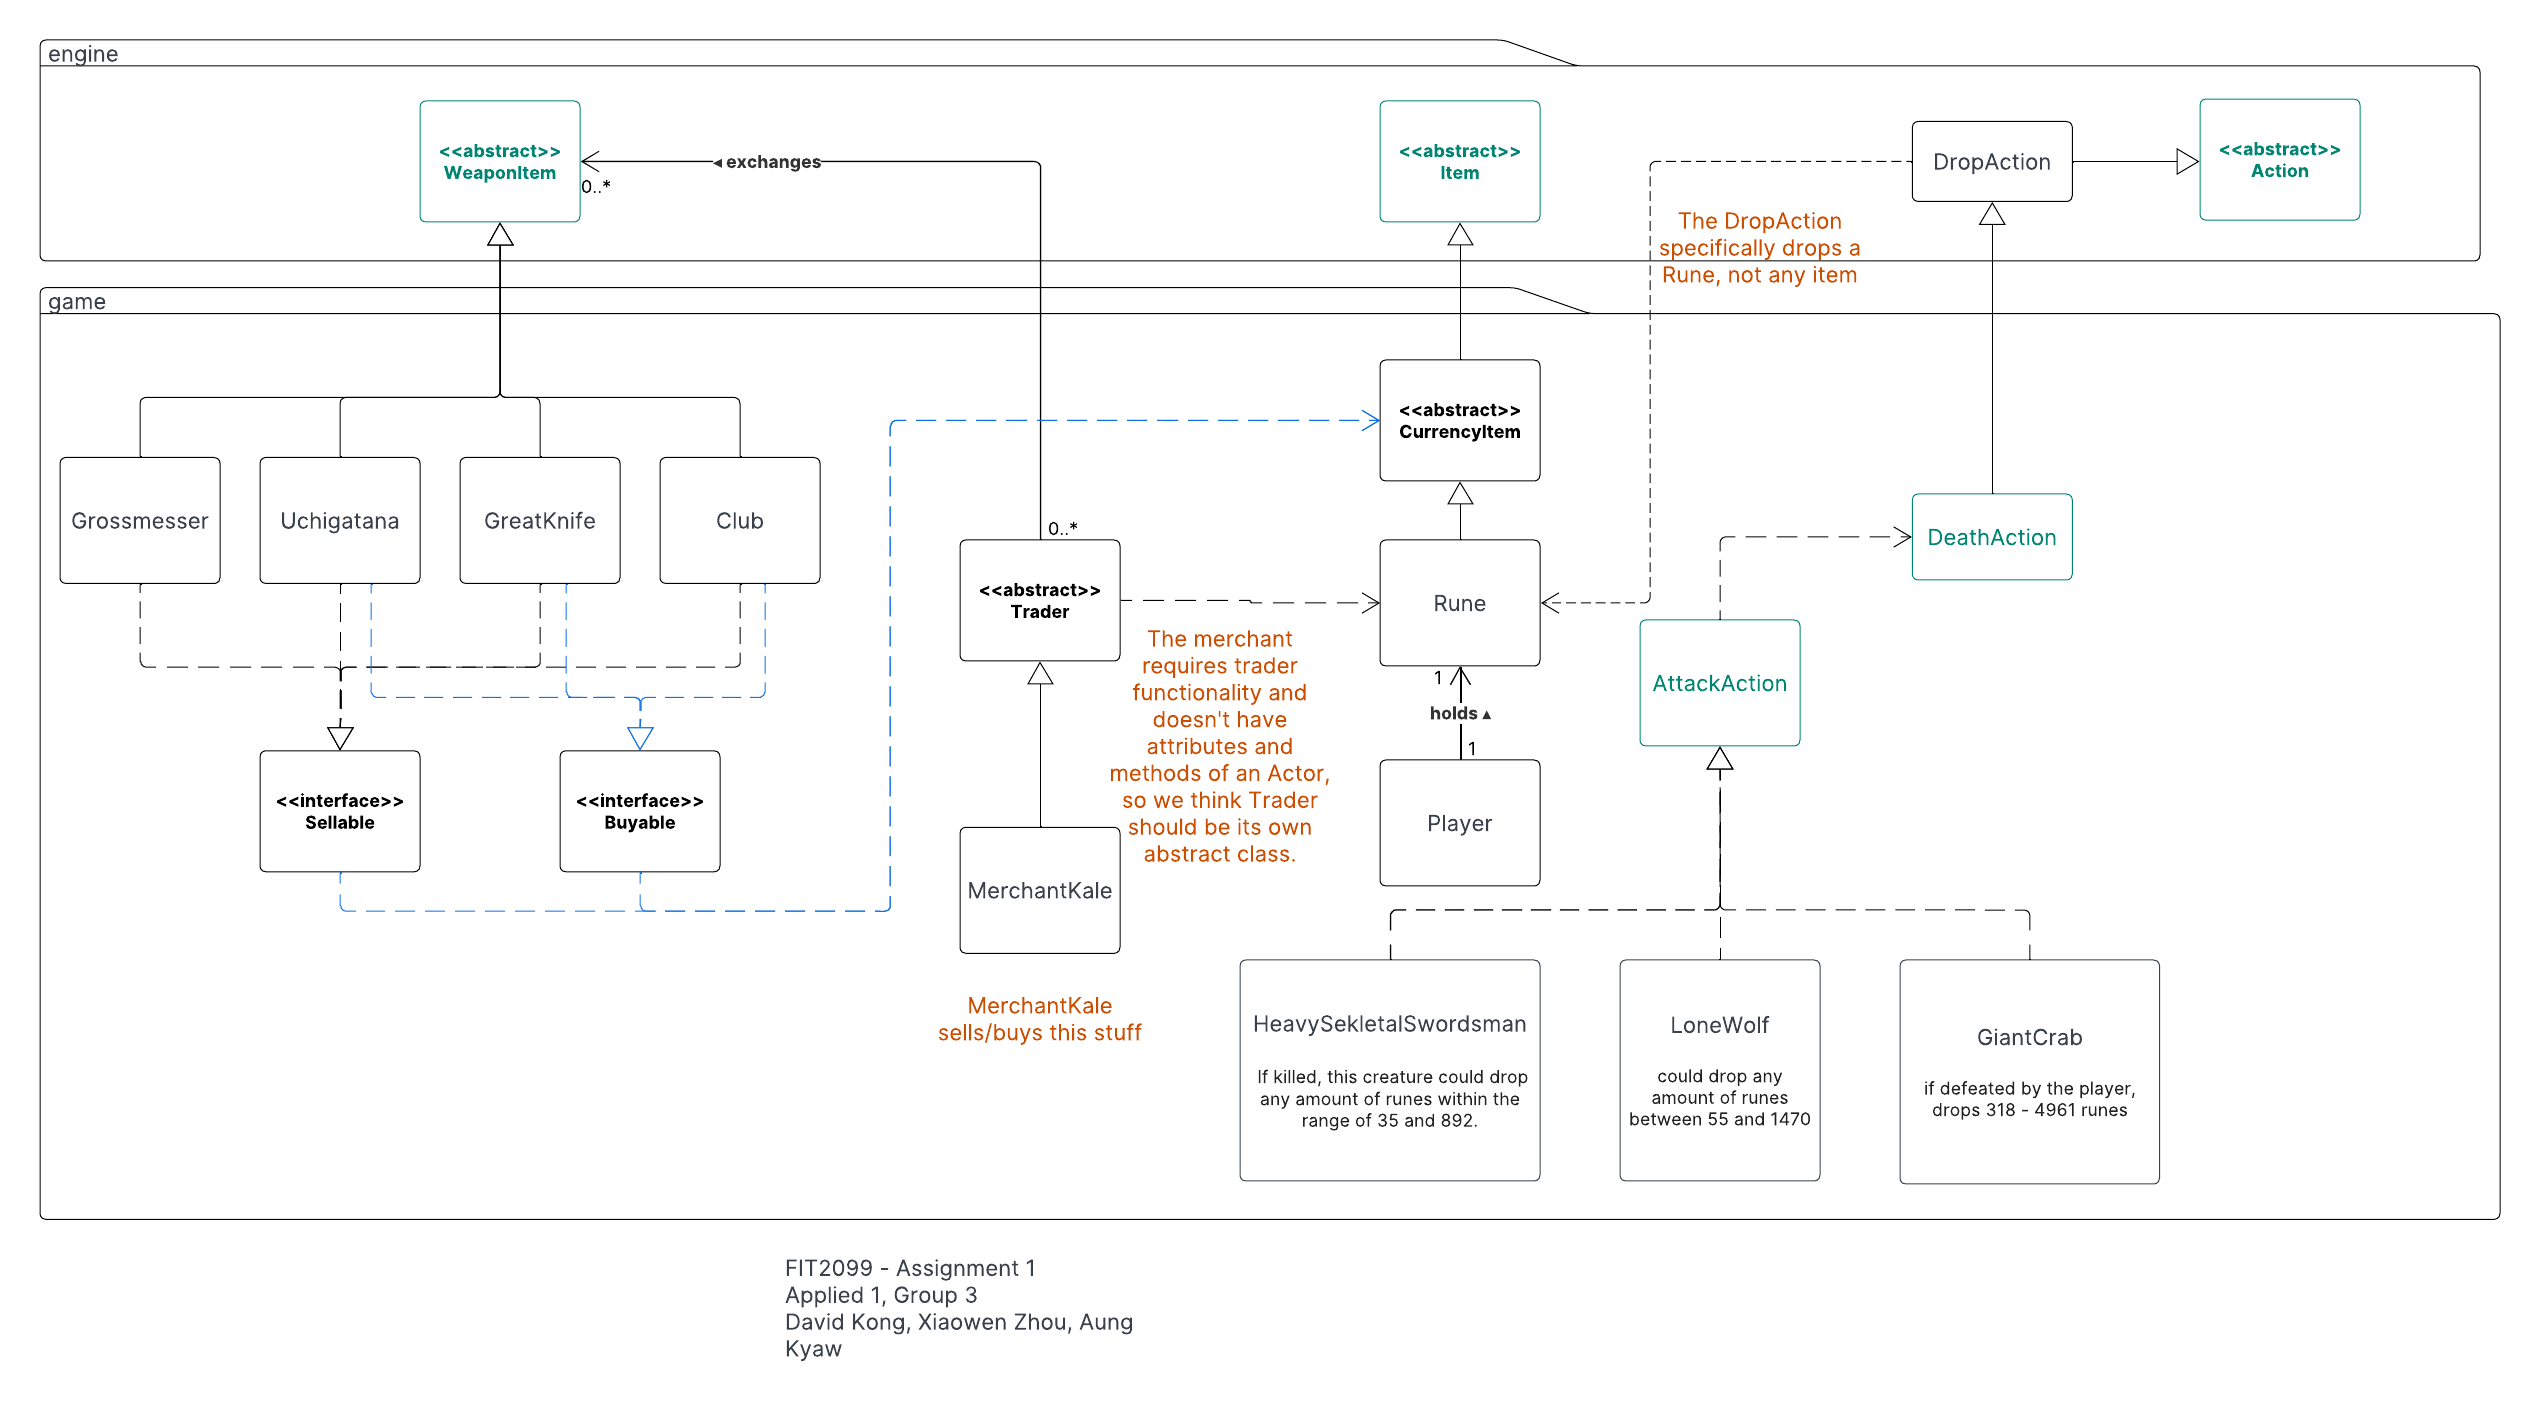 engine
<<abstract>>
WeaponItem
◂ exchanges
0..*
<<abstract>>
Item
DropAction
<<abstract>>
Action
The DropAction
specifically drops a
Rune, not any item
game
<<abstract>>
CurrencyItem
Grossmesser
Uchigatana
GreatKnife
Club
0..*
<<abstract>>
Trader
Rune
DeathAction
The merchant
requires trader
functionality and
doesn't have
attributes and
methods of an Actor,
so we think Trader
should be its own
abstract class.
1
holds ▴
1
AttackAction
<<interface>>
Sellable
<<interface>>
Buyable
Player
MerchantKale
MerchantKale
sells/buys this stuff
HeavySekletalSwordsman
If killed, this creature could drop
any amount of runes within the
range of 35 and 892.
LoneWolf
could drop any
amount of runes
between 55 and 1470
GiantCrab
if defeated by the player,
drops 318 - 4961 runes
FIT2099 - Assignment 1
Applied 1, Group 3
David Kong, Xiaowen Zhou, Aung
Kyaw